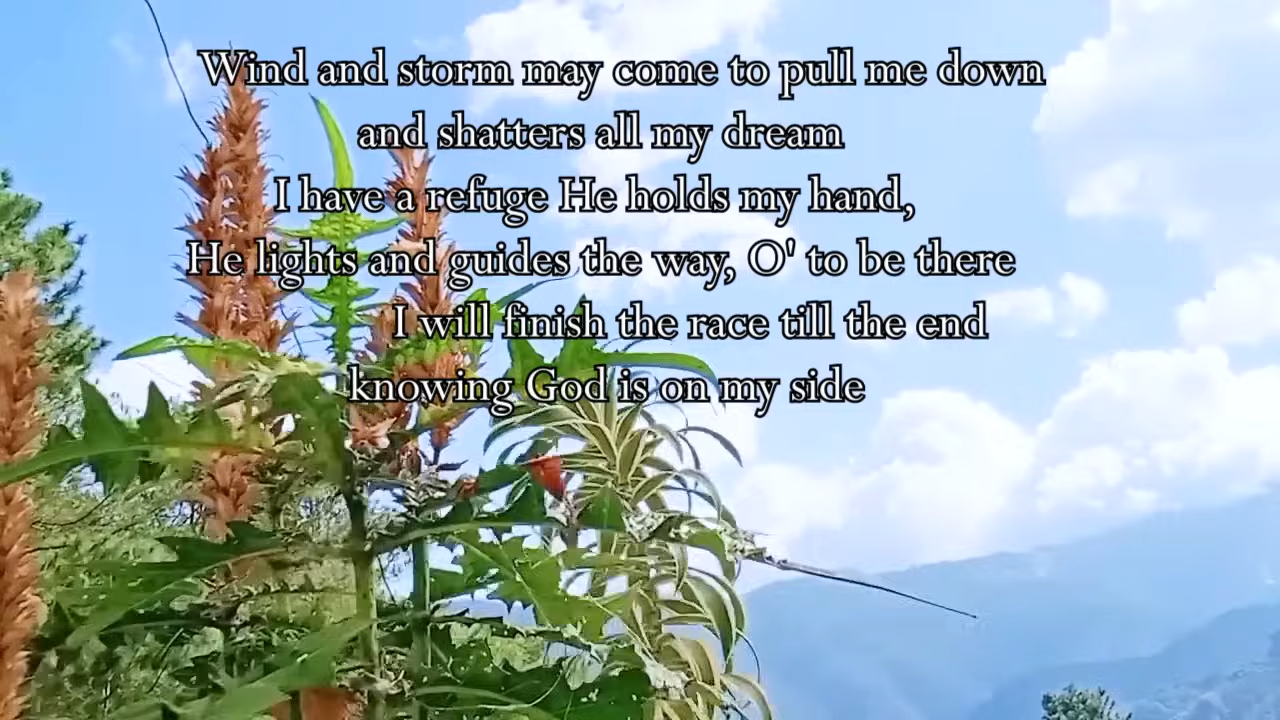 Wind and storm may come to pull me down
and shatters all my dream
I have a refuge He holds my hand,
He lights and guides the way, O' to be there
I will finish the race till the end
knowing God is on my side